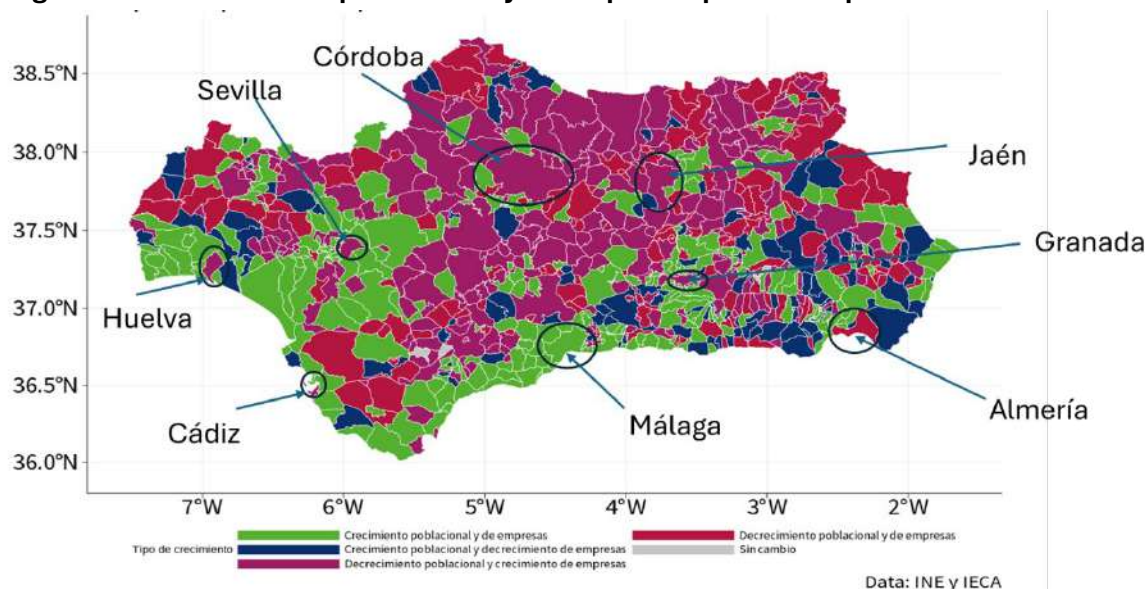 Córdoba
38.5°N
Sevilla
38.0°N
Jaén
37.5°N
Granada
37.0°N
Huelva
36.5°N
Cádiz
Málaga
Almería
36.0°N
7°W 6°W 5°W 4°W 3°W 2°W
Tipo de crecimiento
Crecimiento poblacional y de empresas
Crecimiento poblacional y decrecimiento de empresas
Decrecimiento poblacional y crecimiento de empresas
Decrecimiento poblacional y de empresas
Sin cambio
Data: INE y IECA